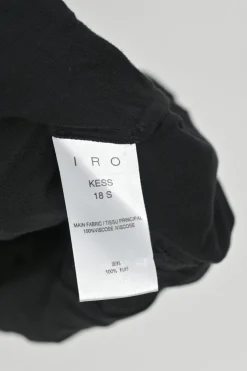 I R O
KESS
18 S
MAIN FABRIC / TISSU PRINCIPAL
100%VISCOSE /VISCOSE
100%